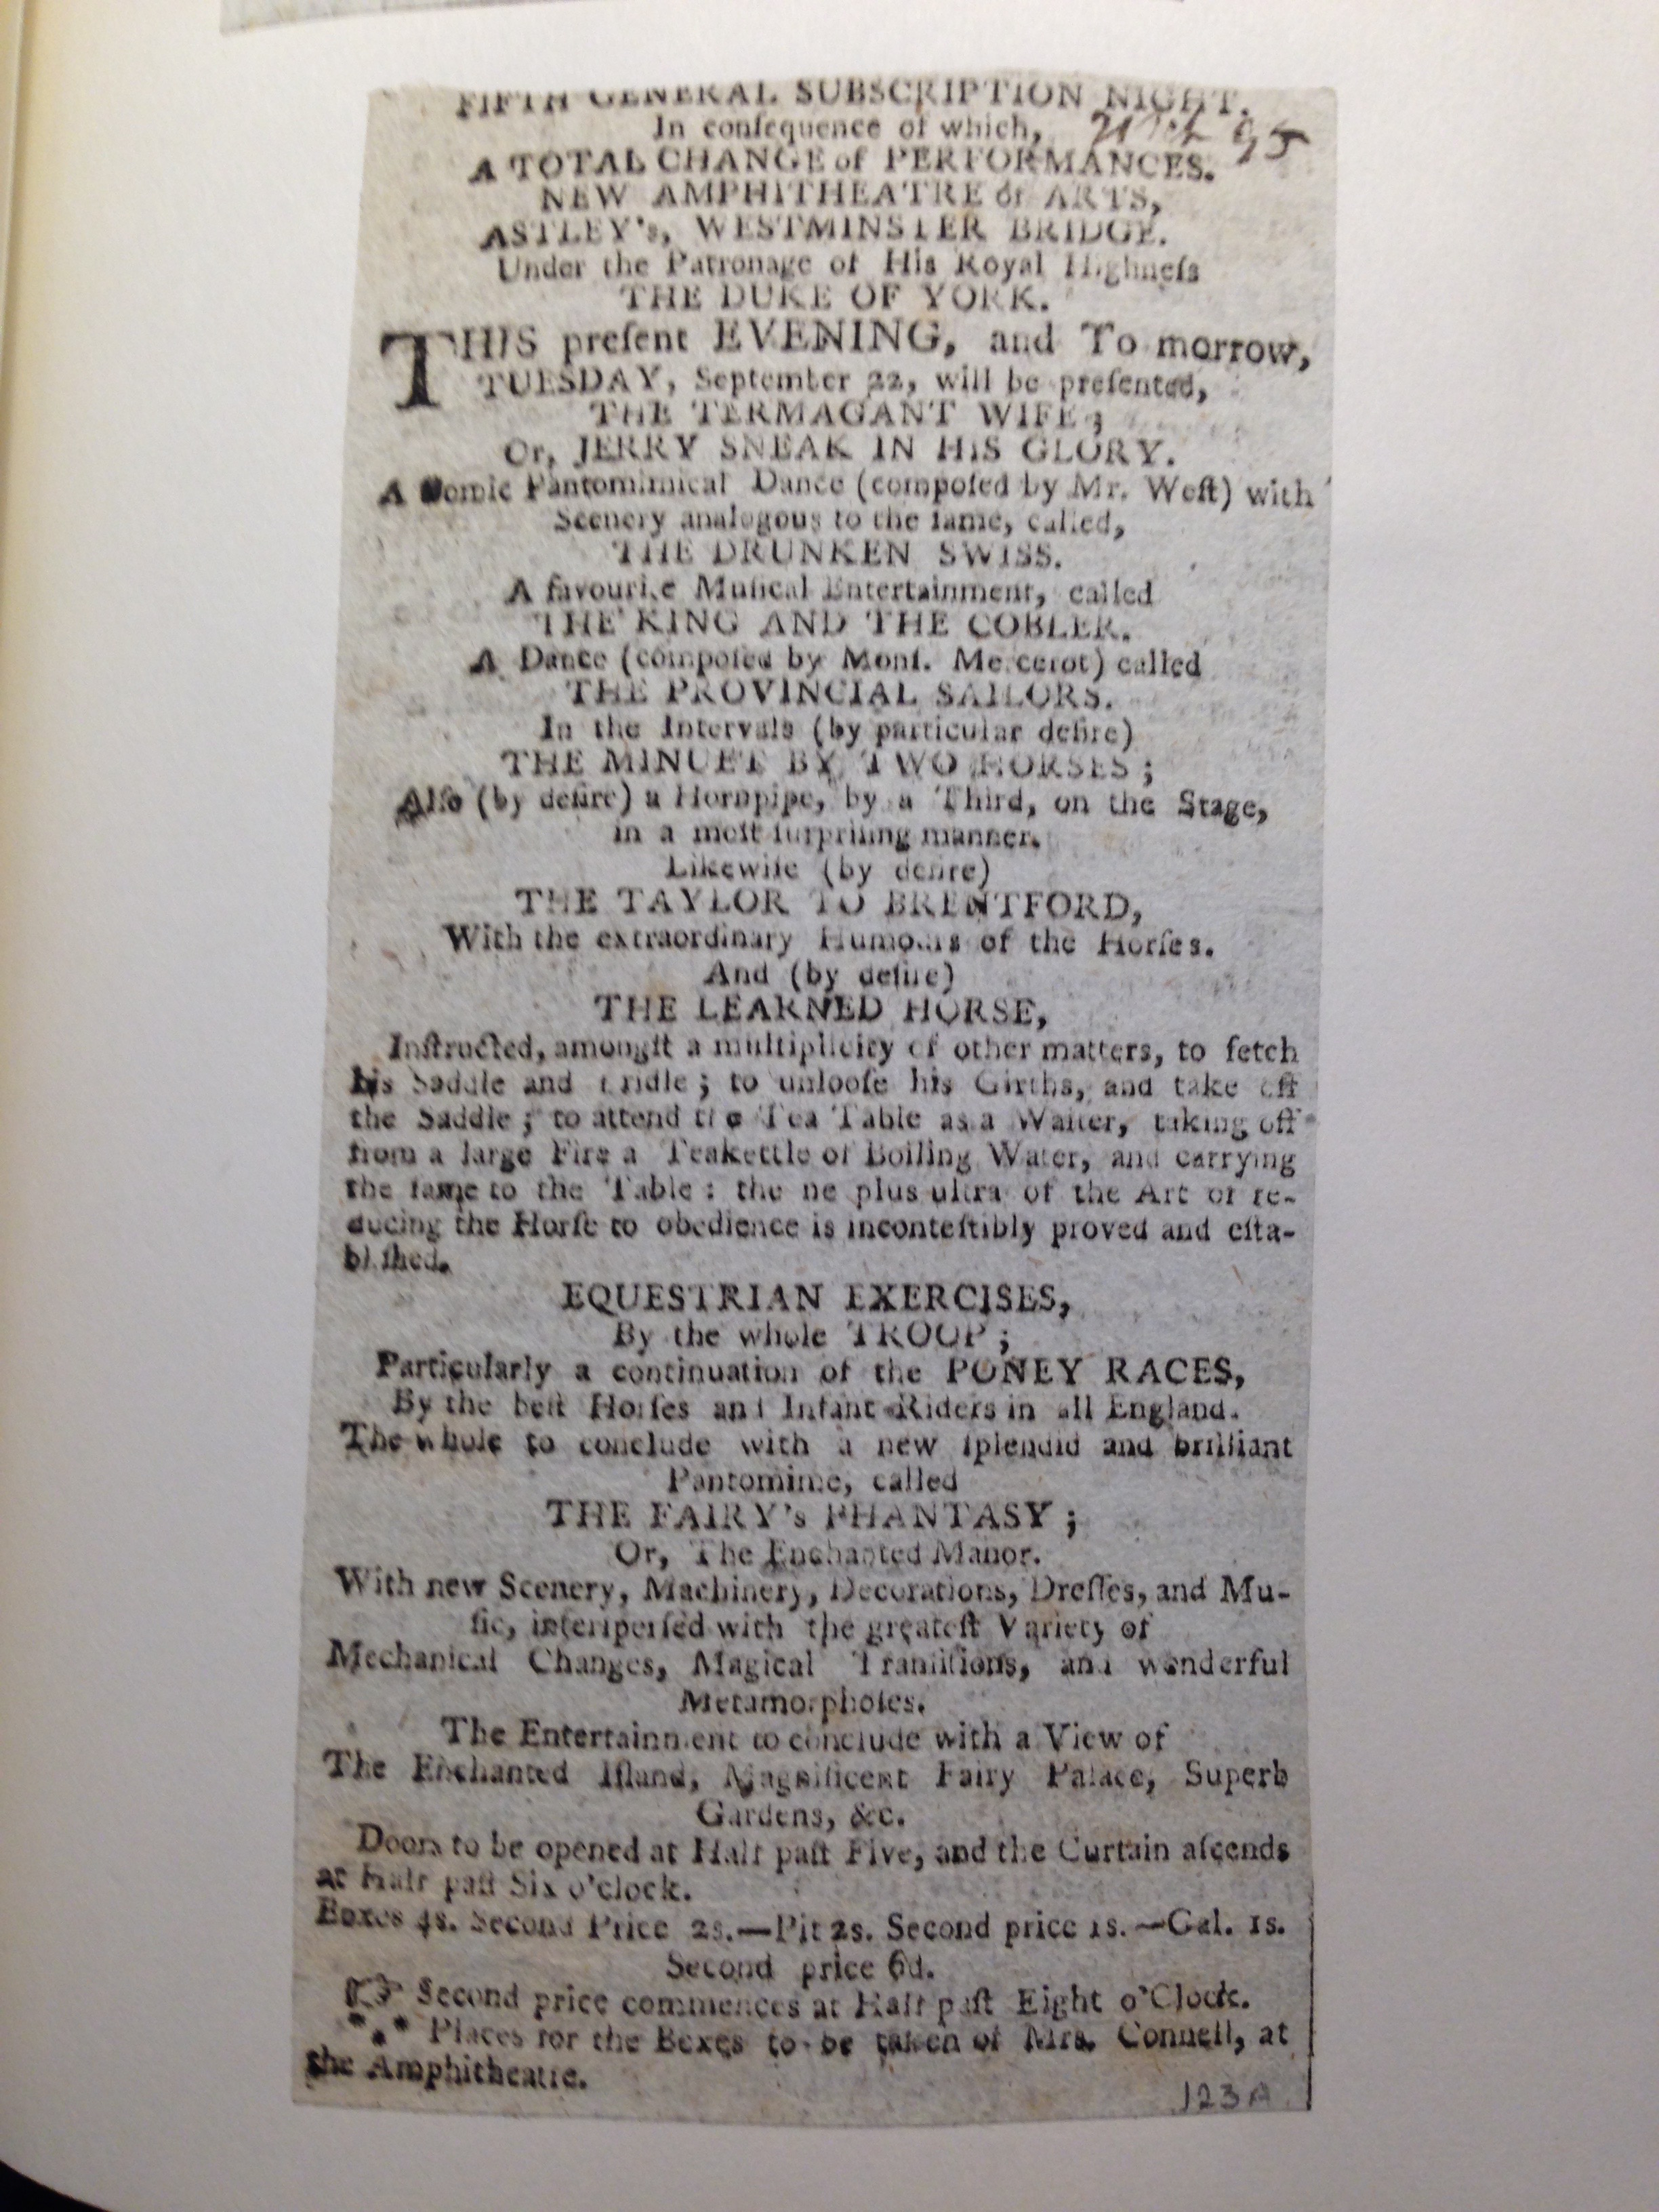 FIFTH GENERAL SUBSCRIPTION NIGHT.
In conſequence of which,
95
A TOTAL CHANGE of PERFORMANCES.
NEW AMPHITHEATRE of ARTS,
ASTLEY's, WESTMINSTER BRIDGE.
Under the Patronage of His Royal Highneſs
THE DUKE OF YORK.
THIS preſent EVENING, and To morrow,
TUESDAY, September 22, will be preſented,
THE TERMAGANT WIFE;
Or, JERRY SNEAK IN HIS GLORY.
A Comic Pantomimical Dance (compoſed by Mr. Weſt) with
Scenery analogous to the ſame, called,
THE DRUNKEN SWISS.
A favourite Muſical Entertainment, called
THE KING AND THE COBLER.
A Dance (compoſed by Monſ. Mercerot) called
THE PROVINCIAL SAILORS.
In the Intervals (by particular deſire)
THE MINUET BY TWO HORSES;
Alſo (by deſire) a Hornpipe, by a Third, on the Stage,
in a moſt ſurpriſing manner.
Likewiſe (by deſire)
THE TAYLOR TO BRENTFORD,
With the extraordinary Humours of the Horſes.
And (by deſire)
THE LEARNED HORSE,
Inſtructed, amongſt a multiplicity of other matters, to fetch
his Saddle and Bridle; to unlooſe his Girths, and take off
the Saddle; to attend the Tea Table as a Waiter, taking off
from a large Fire a Teakettle of Boiling Water, and carrying
the ſame to the Table: the ne plus ultra of the Art of re-
ducing the Horſe to obedience is inconteſtibly proved and eſta-
bliſhed.
EQUESTRIAN EXERCISES,
By the whole TROOP;
Particularly a continuation of the PONEY RACES,
By the beſt Horſes and Infant Riders in all England.
The whole to conclude with a new ſplendid and brilliant
Pantomime, called
THE FAIRY's PHANTASY;
Or, The Enchanted Manor.
With new Scenery, Machinery, Decorations, Dreſſes, and Mu-
ſic, interſperſed with the greateſt Variety of
Mechanical Changes, Magical Tranſitions, and wonderful
Metamorphoſes.
The Entertainment to conclude with a View of
The Enchanted Iſland, Magnificent Fairy Palace, Superb
Gardens, &c.
Doors to be opened at Half paſt Five, and the Curtain aſcends
at Half paſt Six o'clock.
Boxes 4s. Second Price 2s.—Pit 2s. Second price 1s.—Gal. 1s.
Second price 6d.
☞ Second price commences at Half paſt Eight o'Clock.
*⁎* Places for the Boxes to be taken of Mrs. Connell, at
the Amphitheatre.
123A